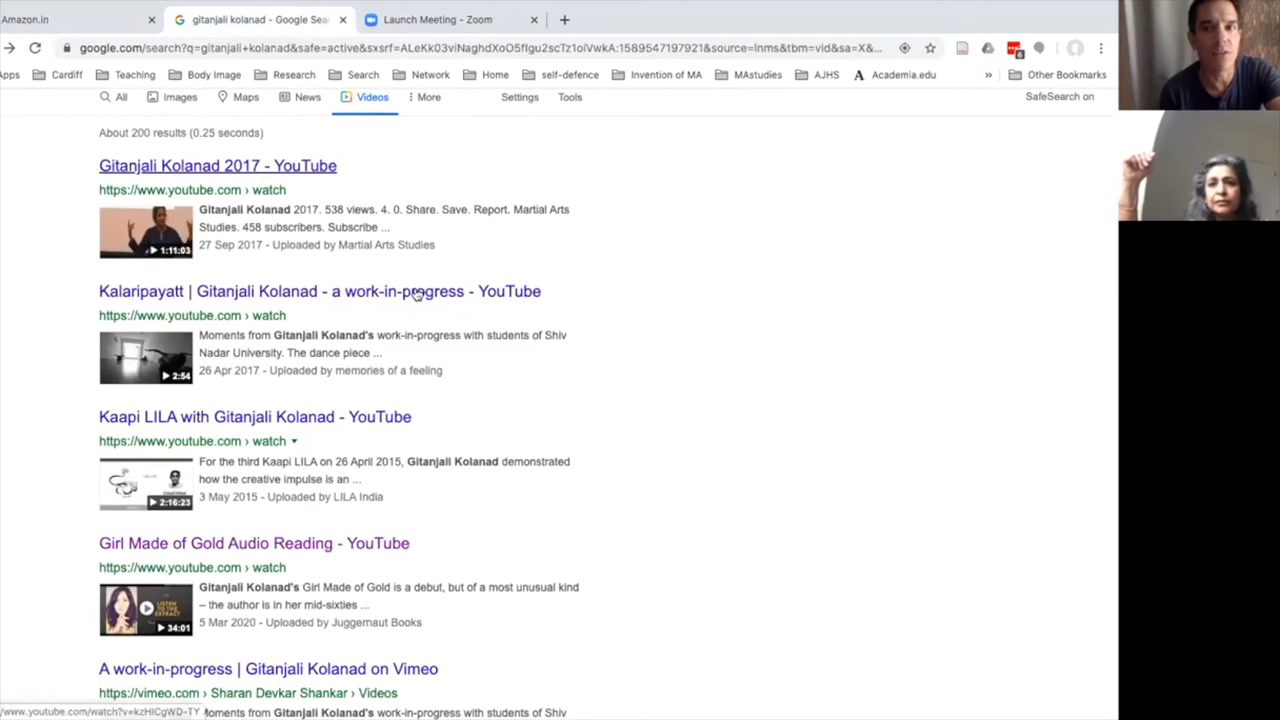 Amazon.in
gitanjali kolanad - Google Sea
Launch Meeting - Zoom
google.com/search?q=gitanjali+kolanad&safe=active&sxsrf=ALeKk03viNaghdXoO5fIgu2scTz1oiVwkA:1589547197921&source=lnms&tbm=vid&sa=X&...
Apps Cardiff Teaching Body Image Research Search Network Home self-defence Invention of MA MAstudies AJHS Academia.edu » Other Bookmarks
All Images Maps News Videos More Settings Tools SafeSearch on
About 200 results (0.25 seconds)
Gitanjali Kolanad 2017 - YouTube
https://www.youtube.com › watch
Gitanjali Kolanad 2017. 538 views. 4. 0. Share. Save. Report. Martial Arts
Studies. 458 subscribers. Subscribe ...
1:11:03
27 Sep 2017 - Uploaded by Martial Arts Studies
Kalaripayatt | Gitanjali Kolanad - a work-in-progress - YouTube
https://www.youtube.com › watch
Moments from Gitanjali Kolanad's work-in-progress with students of Shiv
Nadar University. The dance piece ...
2:54
26 Apr 2017 - Uploaded by memories of a feeling
Kaapi LILA with Gitanjali Kolanad - YouTube
https://www.youtube.com › watch
For the third Kaapi LILA on 26 April 2015, Gitanjali Kolanad demonstrated
how the creative impulse is an ...
2:16:23
3 May 2015 - Uploaded by LILA India
Girl Made of Gold Audio Reading - YouTube
https://www.youtube.com › watch
Gitanjali Kolanad's Girl Made of Gold is a debut, but of a most unusual kind
– the author is in her mid-sixties ...
LISTEN
TO THE
EXTRACT
34:01
5 Mar 2020 - Uploaded by Juggernaut Books
A work-in-progress | Gitanjali Kolanad on Vimeo
https://vimeo.com › Sharan Devkar Shankar › Videos
/www.youtube.com/watch?v=kzHICgWD-TY
Moments from Gitanjali Kolanad's work-in-progress with students of Shiv